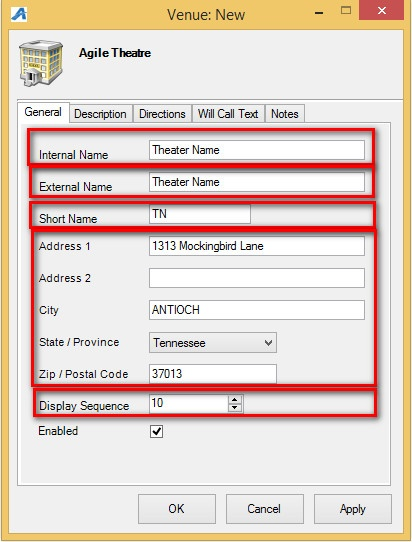 Venue: New
Agile Theatre
General Description Directions Will Call Text Notes
Internal Name Theater Name
External Name Theater Name
Short Name TN
Address 1 1313 Mockingbird Lane
Address 2
City ANTIOCH
State / Province Tennessee
Zip / Postal Code 37013
Display Sequence 10
Enabled
OK Cancel Apply